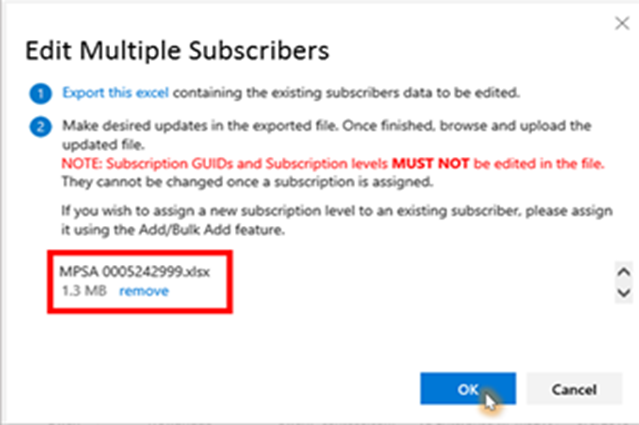 Edit Multiple Subscribers
1 Export this excel containing the existing subscribers data to be edited.
2 Make desired updates in the exported file. Once finished, browse and upload the
updated file.
NOTE: Subscription GUIDs and Subscription levels MUST NOT be edited in the file.
They cannot be changed once a subscription is assigned.
If you wish to assign a new subscription level to an existing subscriber, please assign
it using the Add/Bulk Add feature.
MPSA 0005242999.xlsx
1.3 MB remove
OK Cancel